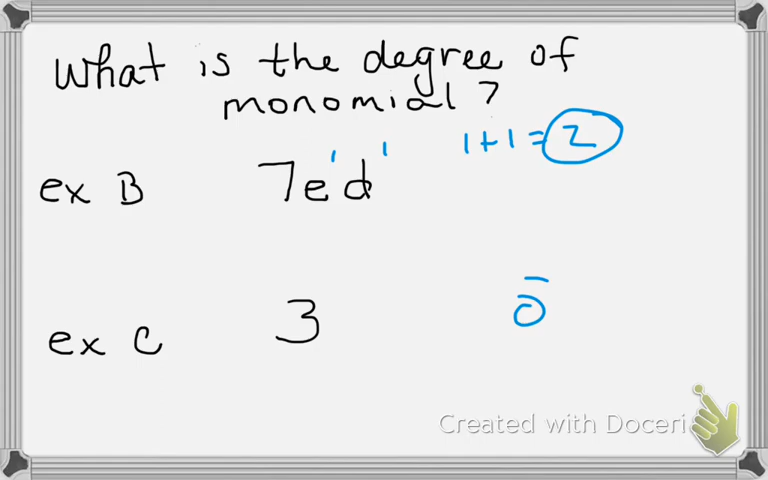 What is the degree of
monomial?
1+1=2
ex B 7e¹d¹
ex C 3 0
Created with Doceri